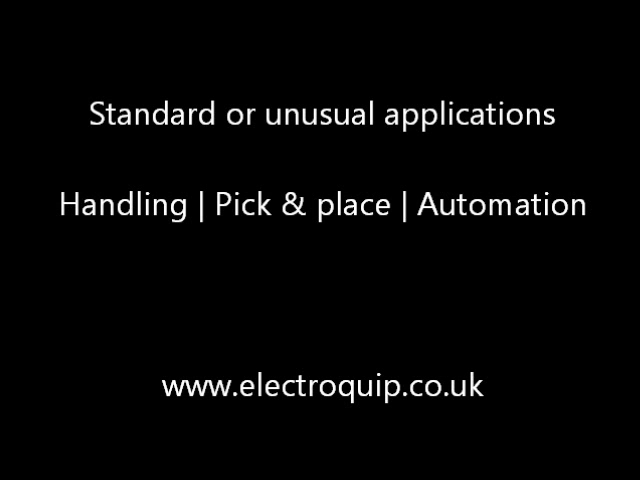 Standard or unusual applications
Handling | Pick & place | Automation
www.electroquip.co.uk